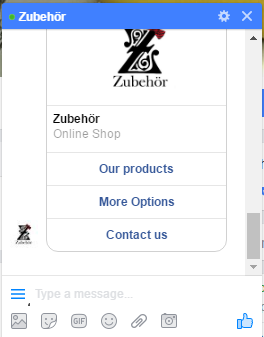 Zubehör
Zubehör
Zubehör
Online Shop
Our products
More Options
Contact us
Zubehör
Type a message...
GIF